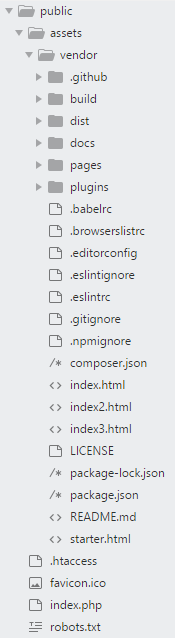 public
assets
vendor
.github
build
dist
docs
pages
plugins
.babelrc
.browserslistrc
.editorconfig
.eslintignore
.eslintrc
.gitignore
.npmignore
/* composer.json
<> index.html
<> index2.html
<> index3.html
LICENSE
/* package-lock.json
/* package.json
<> README.md
<> starter.html
.htaccess
favicon.ico
<> index.php
robots.txt